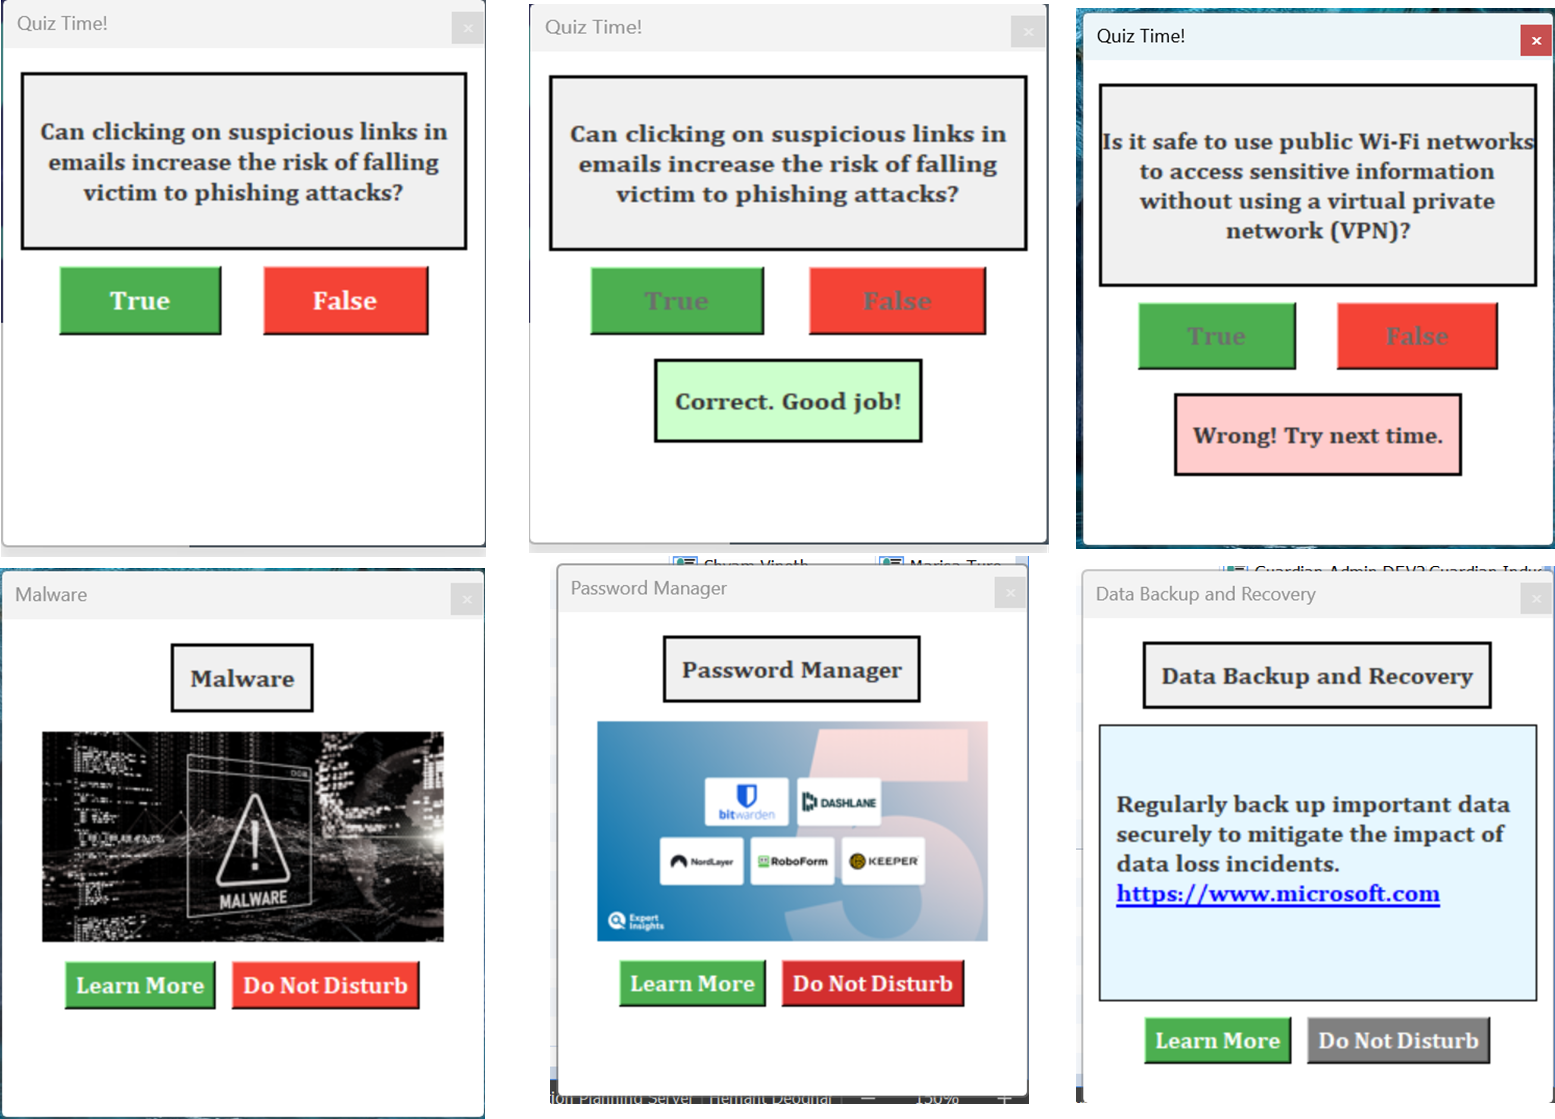 Quiz Time!
Can clicking on suspicious links in
emails increase the risk of falling
victim to phishing attacks?
True False
Quiz Time!
Can clicking on suspicious links in
emails increase the risk of falling
victim to phishing attacks?
True False
Correct. Good job!
Quiz Time!
Is it safe to use public Wi-Fi networks
to access sensitive information
without using a virtual private
network (VPN)?
True False
Wrong! Try next time.
Malware
Malware
MALWARE
Learn More Do Not Disturb
Password Manager
Password Manager
bitwarden DASHLANE
NordLayer RoboForm KEEPER
Expert
Insights
Learn More Do Not Disturb
Data Backup and Recovery
Data Backup and Recovery
Regularly back up important data
securely to mitigate the impact of
data loss incidents.
https://www.microsoft.com
Learn More Do Not Disturb